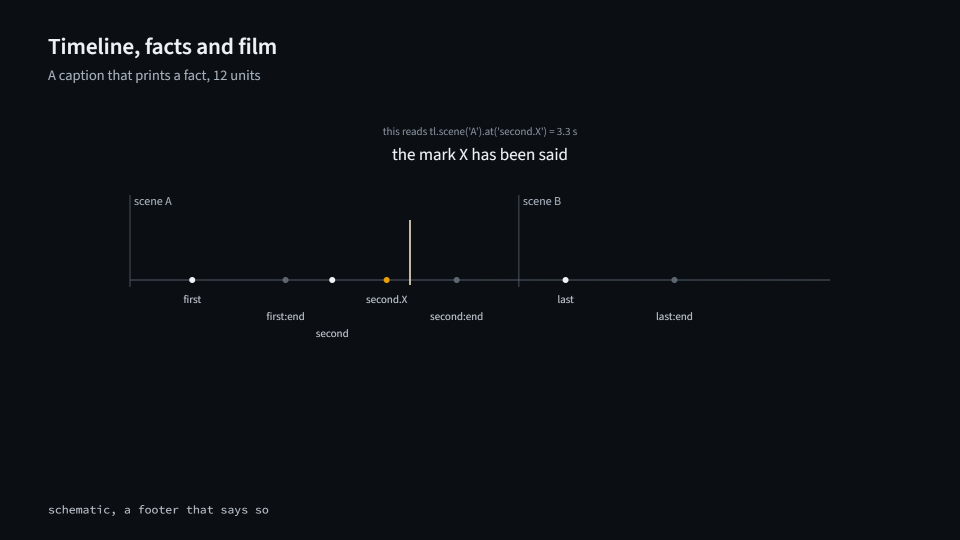 Timeline, facts and film
A caption that prints a fact, 12 units
this reads tl.scene('A').at('second.X') = 3.3 s
the mark X has been said
scene A
scene B
first
second.X
last
first:end
second:end
last:end
second
schematic, a footer that says so